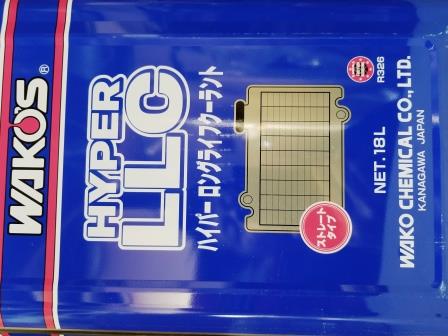 WAKO'S®
HYPER
LLC
ハイパーロングライフクーラント
ストレート
タイプ
R326
NET.18L
WAKO CHEMICAL CO.,LTD.
KANAGAWA JAPAN